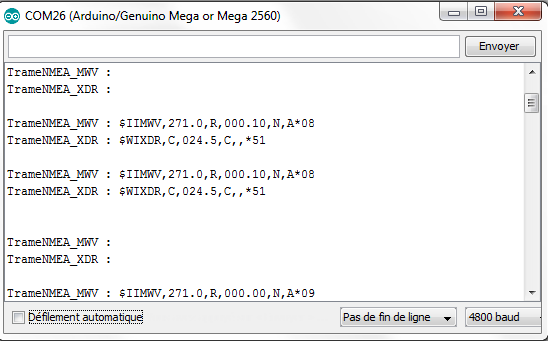 COM26 (Arduino/Genuino Mega or Mega 2560)
Envoyer
TrameNMEA_MWV :
TrameNMEA_XDR :
TrameNMEA_MWV : $IIMWV,271.0,R,000.10,N,A*08
TrameNMEA_XDR : $WIXDR,C,024.5,C,,*51
TrameNMEA_MWV : $IIMWV,271.0,R,000.10,N,A*08
TrameNMEA_XDR : $WIXDR,C,024.5,C,,*51
TrameNMEA_MWV :
TrameNMEA_XDR :
TrameNMEA_MWV : $IIMWV,271.0,R,000.00,N,A*09
Défilement automatique
Pas de fin de ligne
4800 baud